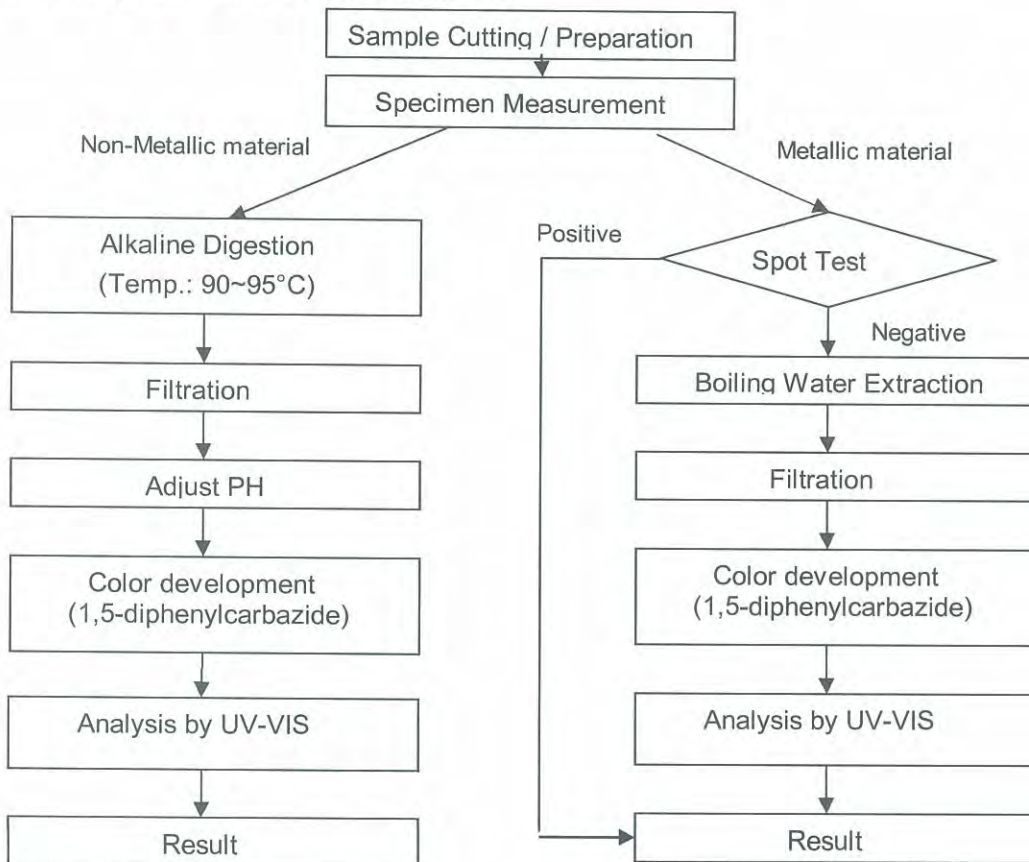 Sample Cutting / Preparation
Specimen Measurement
Non-Metallic material
Metallic material
Alkaline Digestion
(Temp.: 90~95°C)
Filtration
Adjust PH
Color development
(1,5-diphenylcarbazide)
Analysis by UV-VIS
Result
Positive
Spot Test
Negative
Boiling Water Extraction
Filtration
Color development
(1,5-diphenylcarbazide)
Analysis by UV-VIS
Result